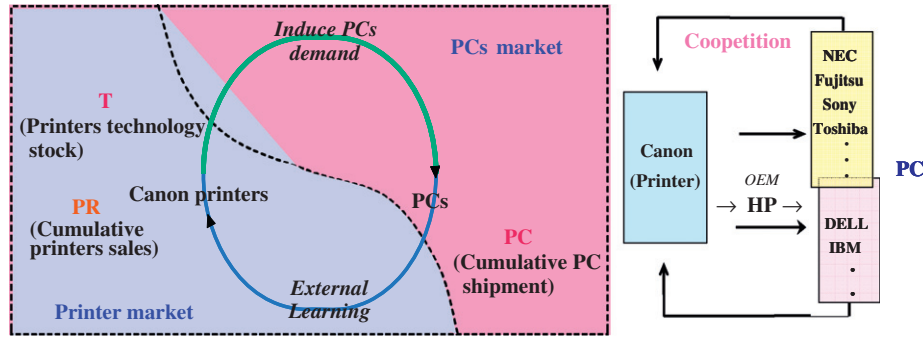 Induce PCs
demand
PCs market
T
(Printers technology
stock)
Canon printers
PCs
PR
(Cumulative
printers sales)
PC
(Cumulative PC
shipment)
External
Learning
Printer market
Coopetition
NEC
Fujitsu
Sony
Toshiba
Canon
(Printer)
PC
OEM
→ HP →
DELL
IBM